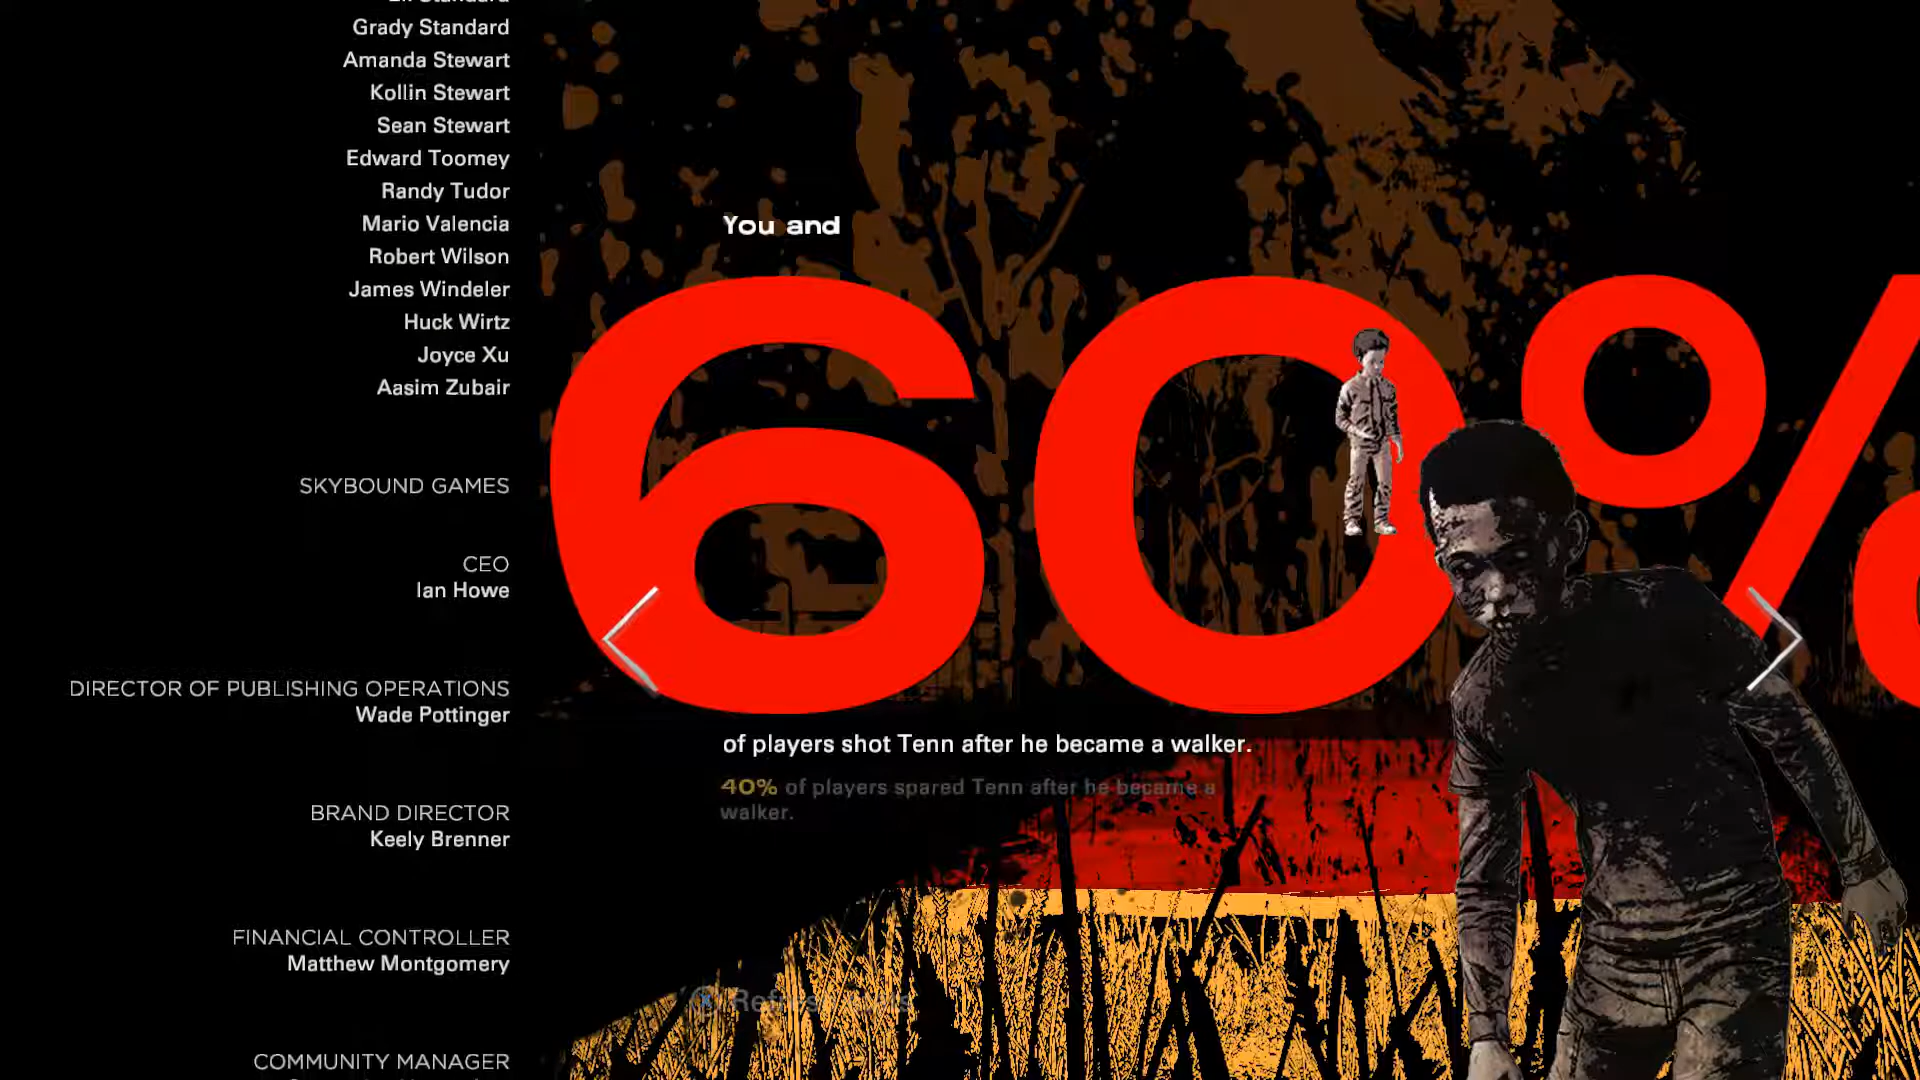 Grady Standard
Amanda Stewart
Kollin Stewart
Sean Stewart
Edward Toomey
Randy Tudor
Mario Valencia
Robert Wilson
James Windeler
Huck Wirtz
Joyce Xu
Aasim Zubair
SKYBOUND GAMES
CEO
Ian Howe
DIRECTOR OF PUBLISHING OPERATIONS
Wade Pottinger
BRAND DIRECTOR
Keely Brenner
FINANCIAL CONTROLLER
Matthew Montgomery
COMMUNITY MANAGER
You and
60%
of players shot Tenn after he became a walker.
40% of players spared Tenn after he became a
walker.